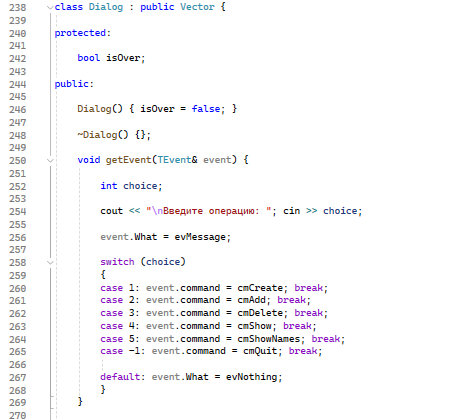 238 class Dialog : public Vector {
239
240 protected:
241
242 bool isOver;
243
244 public:
245
246 Dialog() { isOver = false; }
247
248 ~Dialog() {};
249
250 void getEvent(TEvent& event) {
251
252 int choice;
253
254 cout << "\nВведите операцию: "; cin >> choice;
255
256 event.What = evMessage;
257
258 switch (choice)
259 {
260 case 1: event.command = cmCreate; break;
261 case 2: event.command = cmAdd; break;
262 case 3: event.command = cmDelete; break;
263 case 4: event.command = cmShow; break;
264 case 5: event.command = cmShowNames; break;
265 case -1: event.command = cmQuit; break;
266
267 default: event.What = evNothing;
268 }
269 }
270